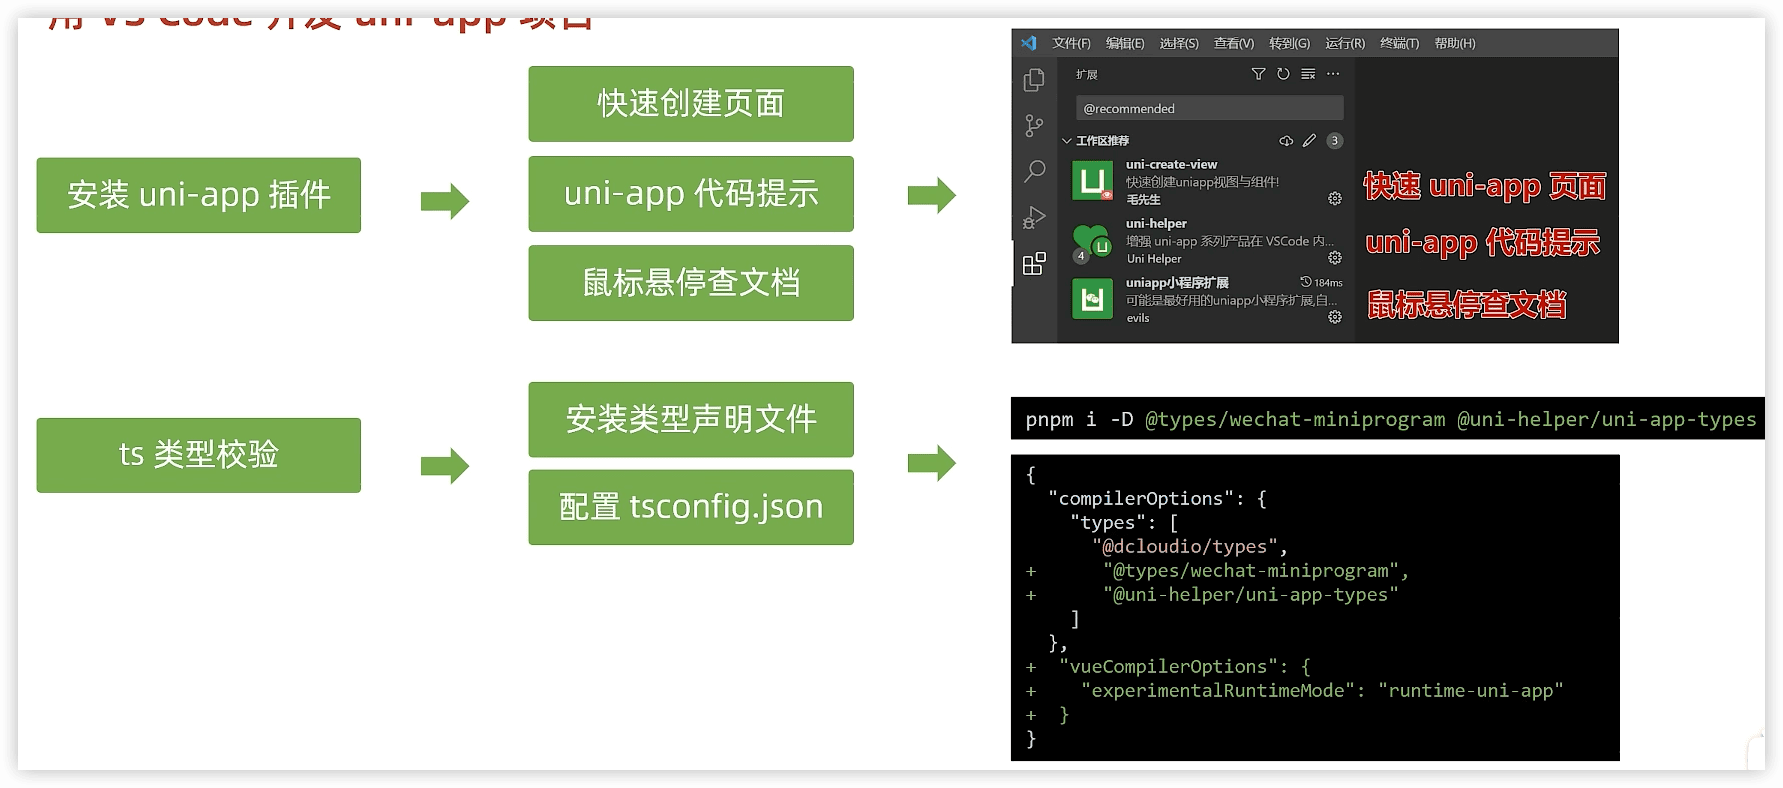 用 VS Code 开发 uni-app 项目
安装 uni-app 插件
快速创建页面
uni-app 代码提示
鼠标悬停查文档
文件(F) 编辑(E) 选择(S) 查看(V) 转到(G) 运行(R) 终端(T) 帮助(H)
扩展
@recommended
工作区推荐 3
uni-create-view
快速创建uniapp视图与组件!
毛先生
uni-helper
增强 uni-app 系列产品在 VSCode 内...
4 Uni Helper
uniapp小程序扩展 184ms
可能是最好用的uniapp小程序扩展,自...
evils
快速 uni-app 页面
uni-app 代码提示
鼠标悬停查文档
ts 类型校验
安装类型声明文件
配置 tsconfig.json
pnpm i -D @types/wechat-miniprogram @uni-helper/uni-app-types
{
"compilerOptions": {
"types": [
"@dcloudio/types",
+ "@types/wechat-miniprogram",
+ "@uni-helper/uni-app-types"
]
},
+ "vueCompilerOptions": {
+ "experimentalRuntimeMode": "runtime-uni-app"
+ }
}